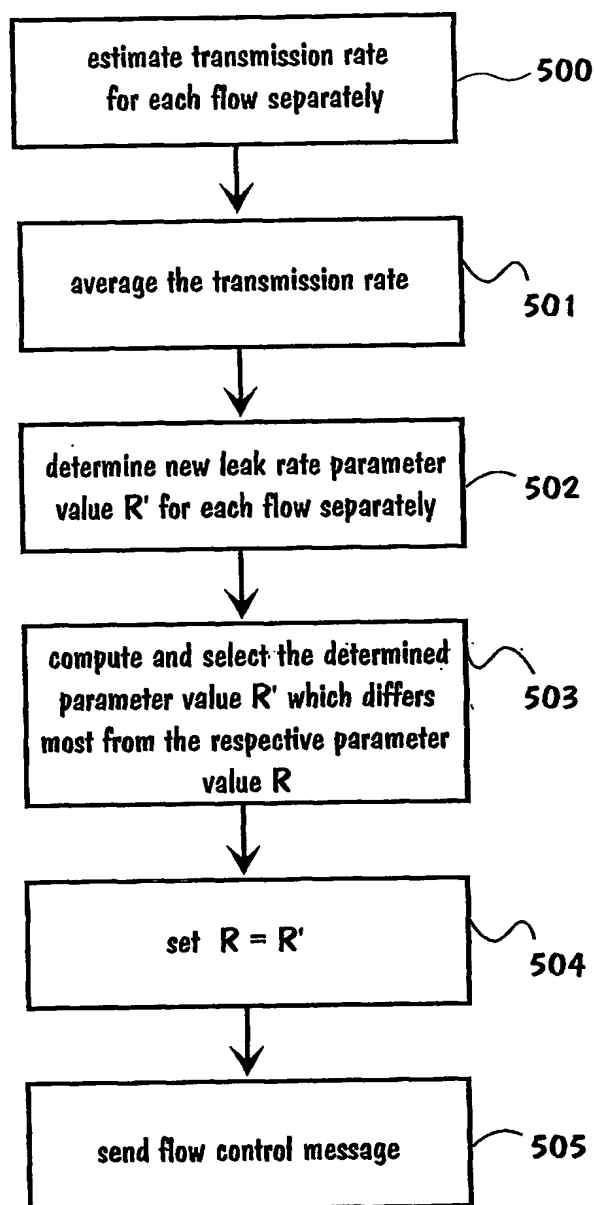 estimate transmission rate
for each flow separately
500
average the transmission rate
501
determine new leak rate parameter
value R' for each flow separately
502
compute and select the determined
parameter value R' which differs
most from the respective parameter
value R
503
set R = R'
504
send flow control message
505